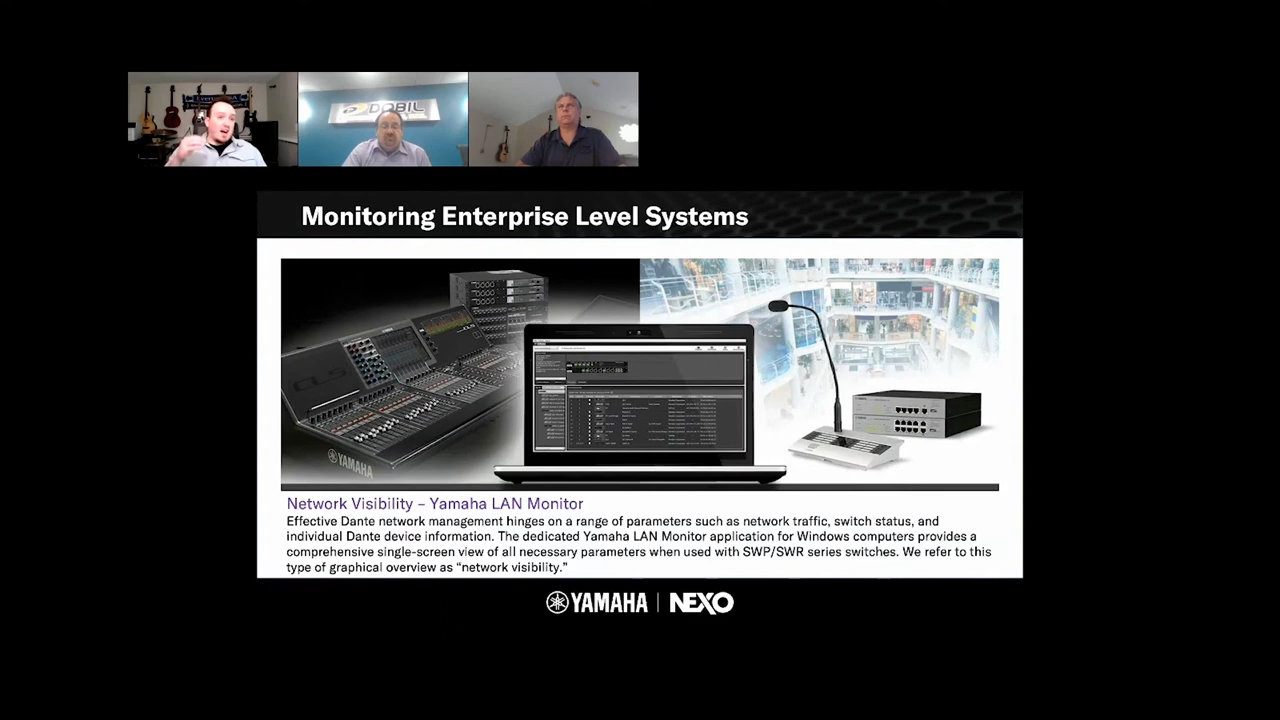 DOBIL
Monitoring Enterprise Level Systems
CL5
YAMAHA
Network Visibility – Yamaha LAN Monitor
Effective Dante network management hinges on a range of parameters such as network traffic, switch status, and
individual Dante device information. The dedicated Yamaha LAN Monitor application for Windows computers provides a
comprehensive single-screen view of all necessary parameters when used with SWP/SWR series switches. We refer to this
type of graphical overview as “network visibility.”
YAMAHA | NEXO